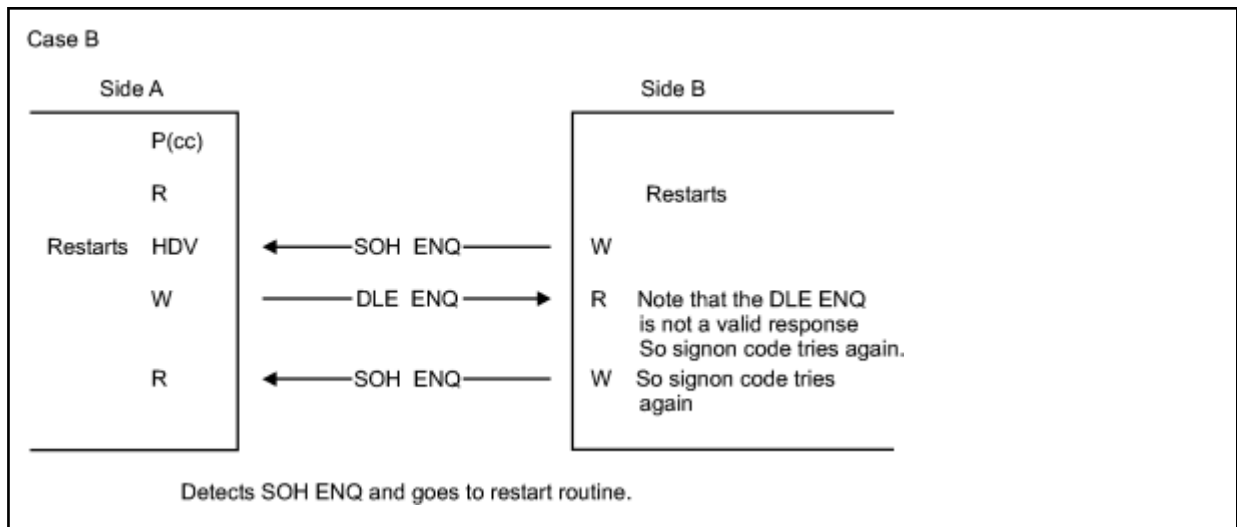 Case B
Side A Side B
P(cc)
R Restarts
Restarts HDV SOH ENQ W
W DLE ENQ R Note that the DLE ENQ
is not a valid response
So signon code tries again.
R SOH ENQ W So signon code tries
again
Detects SOH ENQ and goes to restart routine.